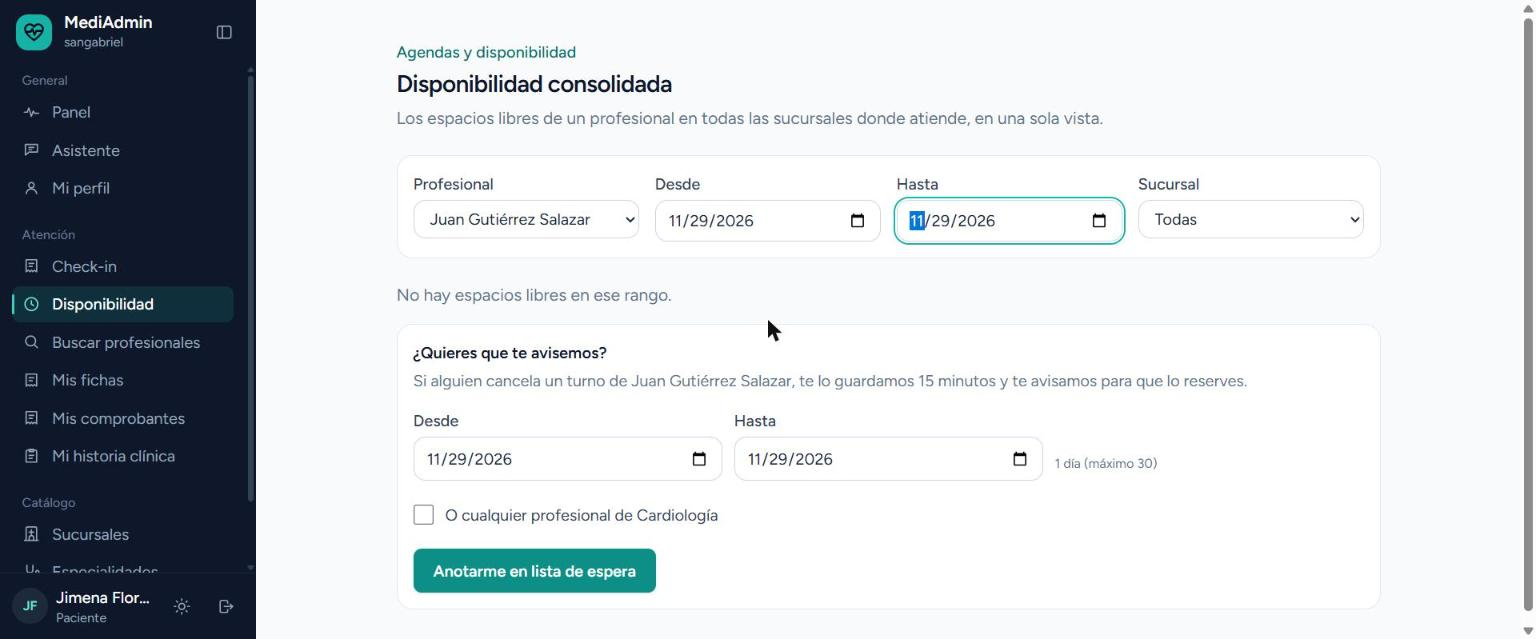 MediAdmin
sangabriel
General
Panel
Asistente
Mi perfil
Atención
Check-in
Disponibilidad
Buscar profesionales
Mis fichas
Mis comprobantes
Mi historia clínica
Catálogo
Sucursales
Especialidades
JF
Jimena Flor...
Paciente
Agendas y disponibilidad
Disponibilidad consolidada
Los espacios libres de un profesional en todas las sucursales donde atiende, en una sola vista.
Profesional Desde Hasta Sucursal
Juan Gutiérrez Salazar 11/29/2026 11/29/2026 Todas
No hay espacios libres en ese rango.
¿Quieres que te avisemos?
Si alguien cancela un turno de Juan Gutiérrez Salazar, te lo guardamos 15 minutos y te avisamos para que lo reserves.
Desde Hasta
11/29/2026 11/29/2026 1 día (máximo 30)
O cualquier profesional de Cardiología
Anotarme en lista de espera